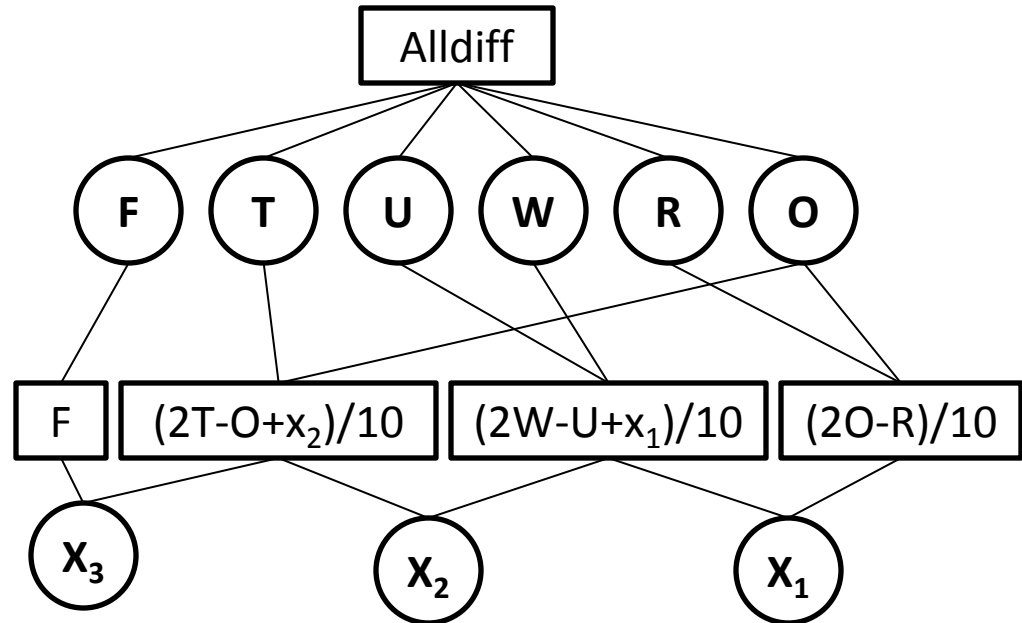 Alldiff
F T U W R O
F (2T-O+x₂)/10 (2W-U+x₁)/10 (2O-R)/10
X₃ X₂ X₁